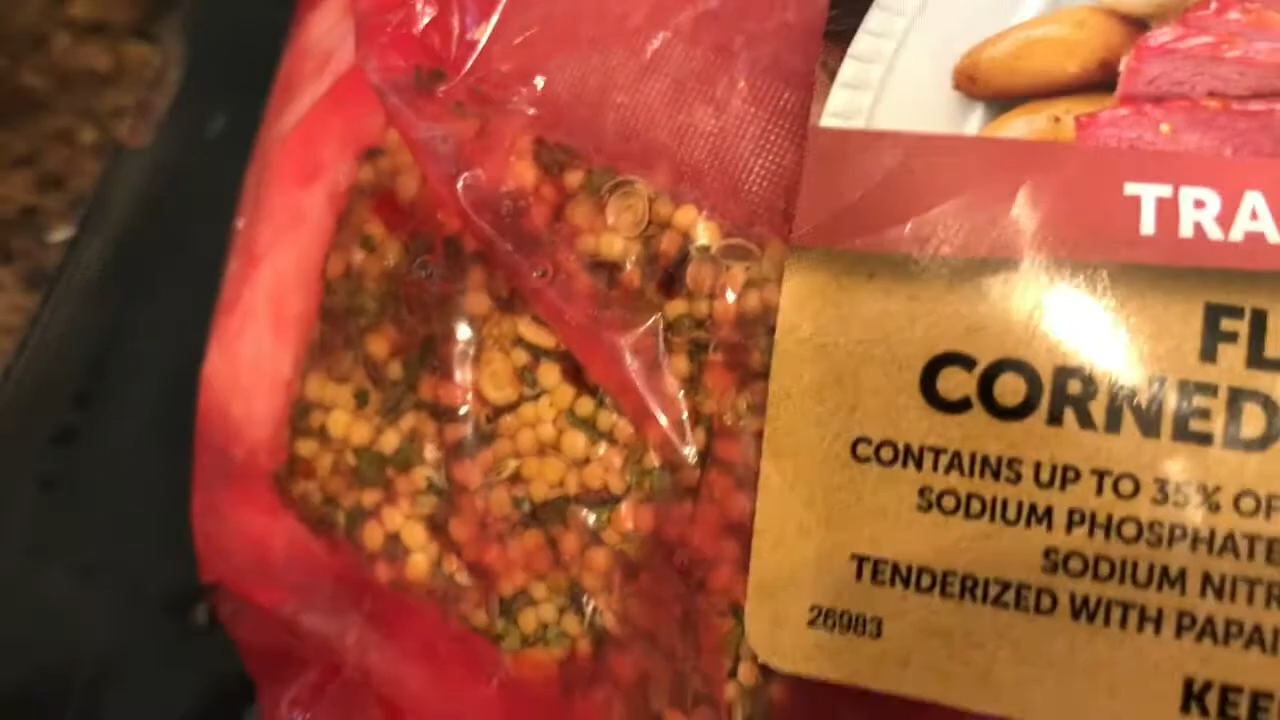 TRA
FL
CORNED
CONTAINS UP TO 35% OF
SODIUM PHOSPHATE
SODIUM NITR
TENDERIZED WITH PAPAI
26983
KEE